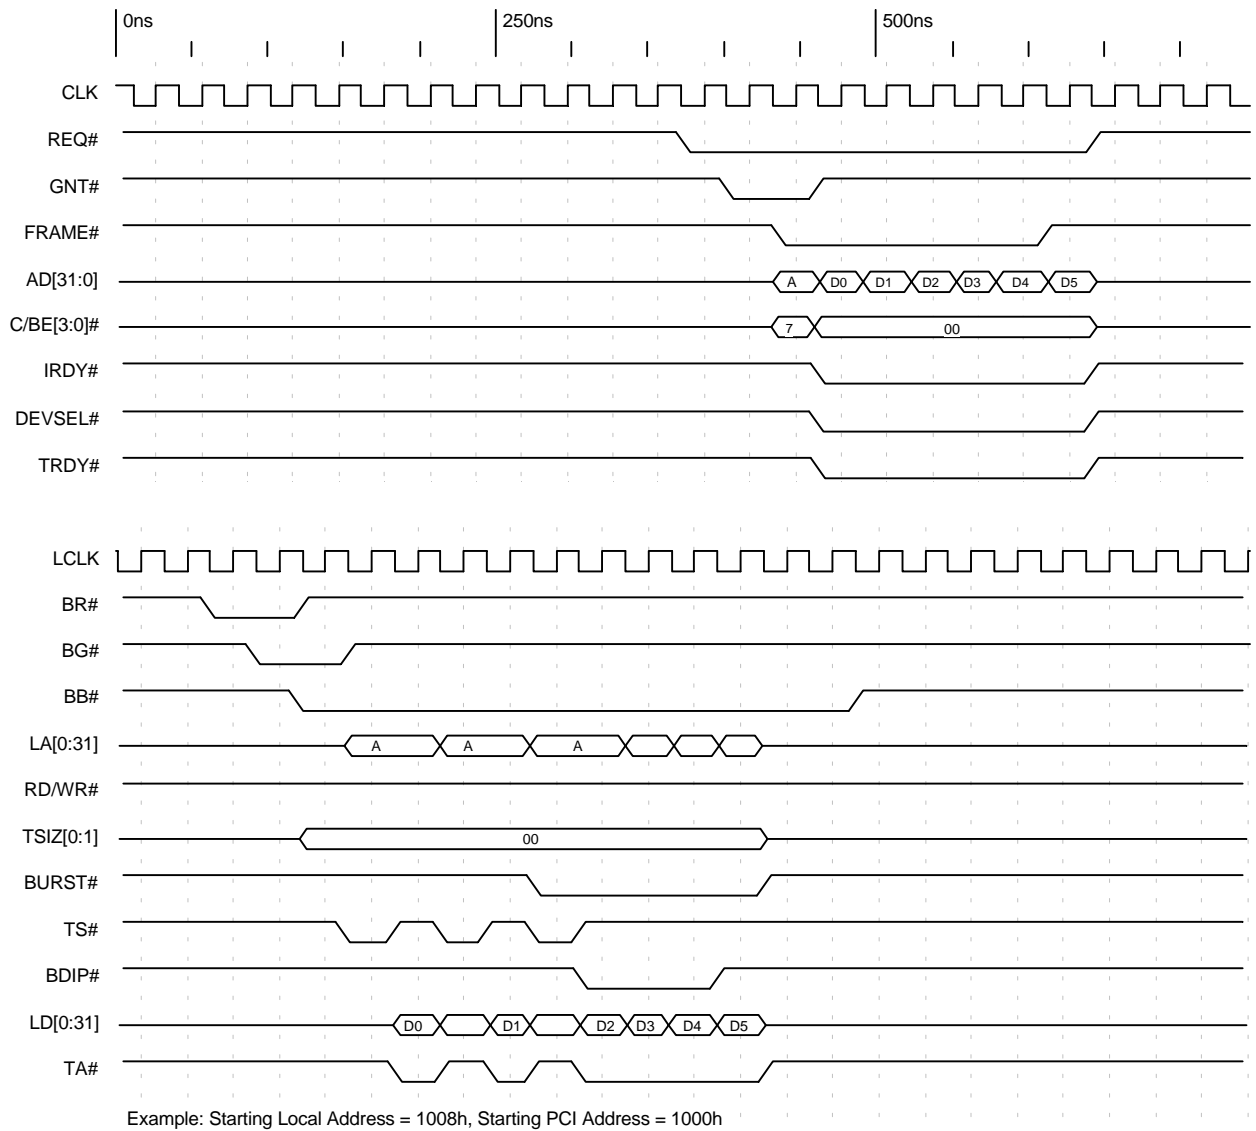 0ns 250ns 500ns
CLK
REQ#
GNT#
FRAME#
AD[31:0] A D0 D1 D2 D3 D4 D5
C/BE[3:0]# 7 00
IRDY#
DEVSEL#
TRDY#
LCLK
BR#
BG#
BB#
LA[0:31] A A A
RD/WR#
TSIZ[0:1] 00
BURST#
TS#
BDIP#
LD[0:31] D0 D1 D2 D3 D4 D5
TA#
Example: Starting Local Address = 1008h, Starting PCI Address = 1000h